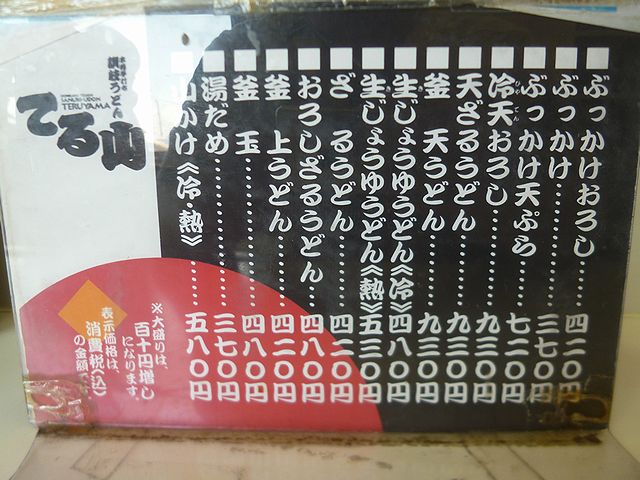 ぶっかけおろし……四二〇円
ぶっかけ……三七〇円
ぶっかけ天ぷら……七二〇円
冷天おろし……九三〇円
天ざるうどん……九三〇円
釜天うどん……九三〇円
生じょうゆうどん《冷》四八〇円
生じょうゆうどん《熱》五三〇円
ざるうどん……四二〇円
おろしざるうどん……四八〇円
釜上うどん……四二〇円
釜玉……四八〇円
湯だめ……三七〇円
山かけ《冷・熱》……五八〇円
讃岐うどん
SANUKI-UDON
TERUYAMA
てる山
※大盛りは、
百十円増し
になります。
表示価格は、
消費税(込)
の金額